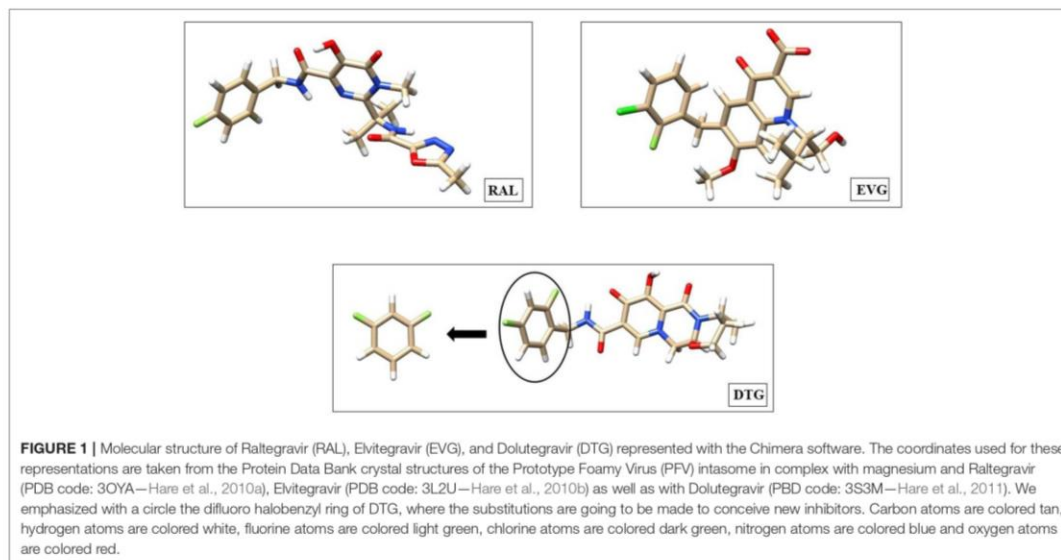 RAL
EVG
DTG
FIGURE 1 | Molecular structure of Raltegravir (RAL), Elvitegravir (EVG), and Dolutegravir (DTG) represented with the Chimera software. The coordinates used for these
representations are taken from the Protein Data Bank crystal structures of the Prototype Foamy Virus (PFV) intasome in complex with magnesium and Raltegravir
(PDB code: 3OYA—Hare et al., 2010a), Elvitegravir (PDB code: 3L2U—Hare et al., 2010b) as well as with Dolutegravir (PBD code: 3S3M—Hare et al., 2011). We
emphasized with a circle the difluoro halobenzyl ring of DTG, where the substitutions are going to be made to conceive new inhibitors. Carbon atoms are colored tan,
hydrogen atoms are colored white, fluorine atoms are colored light green, chlorine atoms are colored dark green, nitrogen atoms are colored blue and oxygen atoms
are colored red.